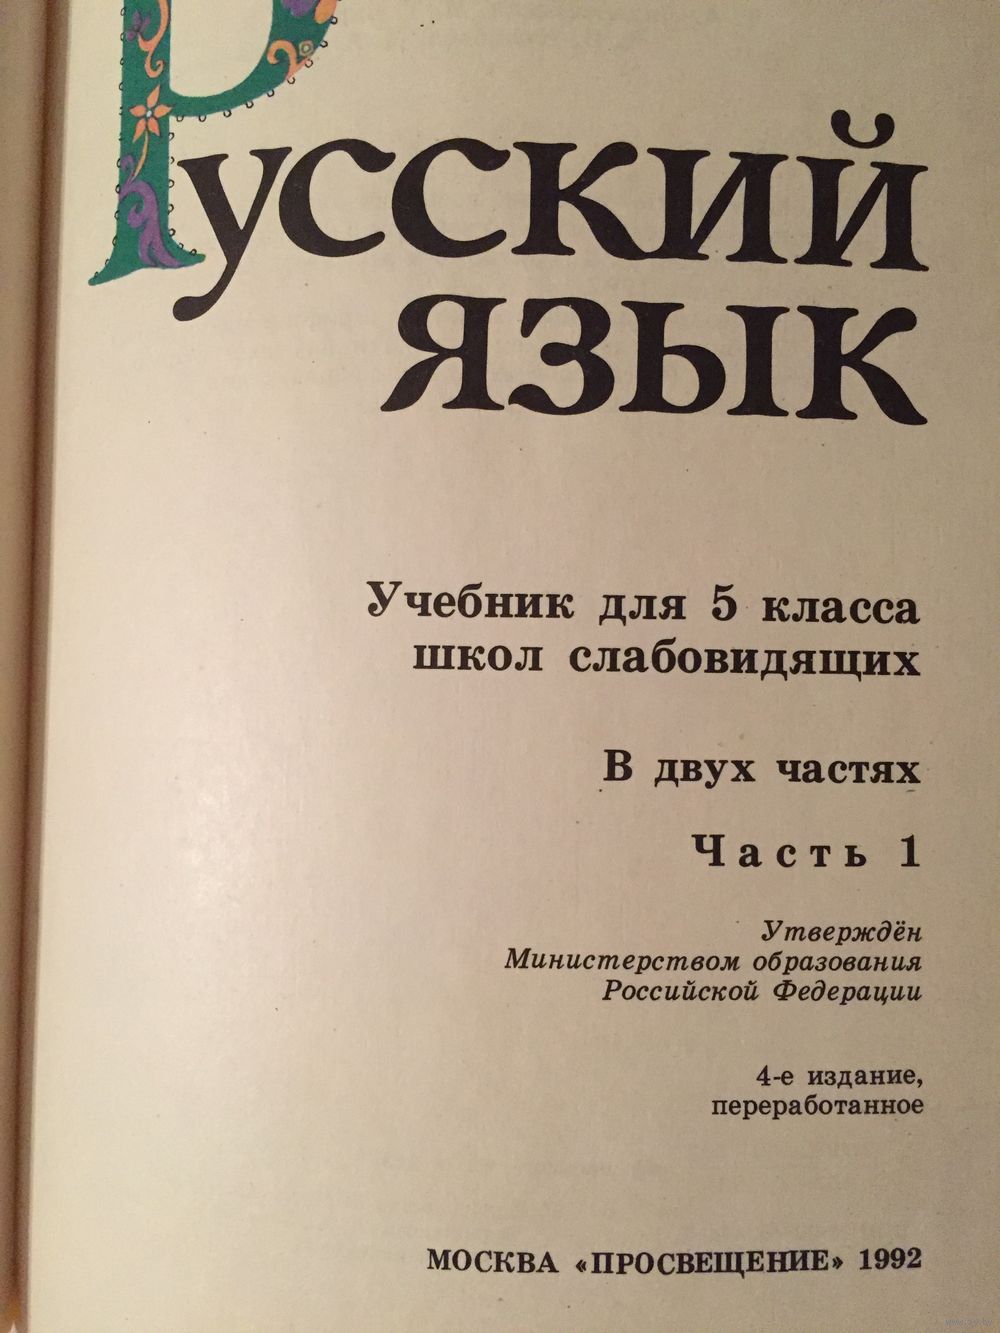 Русский
язык
Учебник для 5 класса
школ слабовидящих
В двух частях
Часть 1
Утверждён
Министерством образования
Российской Федерации
4-е издание,
переработанное
МОСКВА «ПРОСВЕЩЕНИЕ» 1992